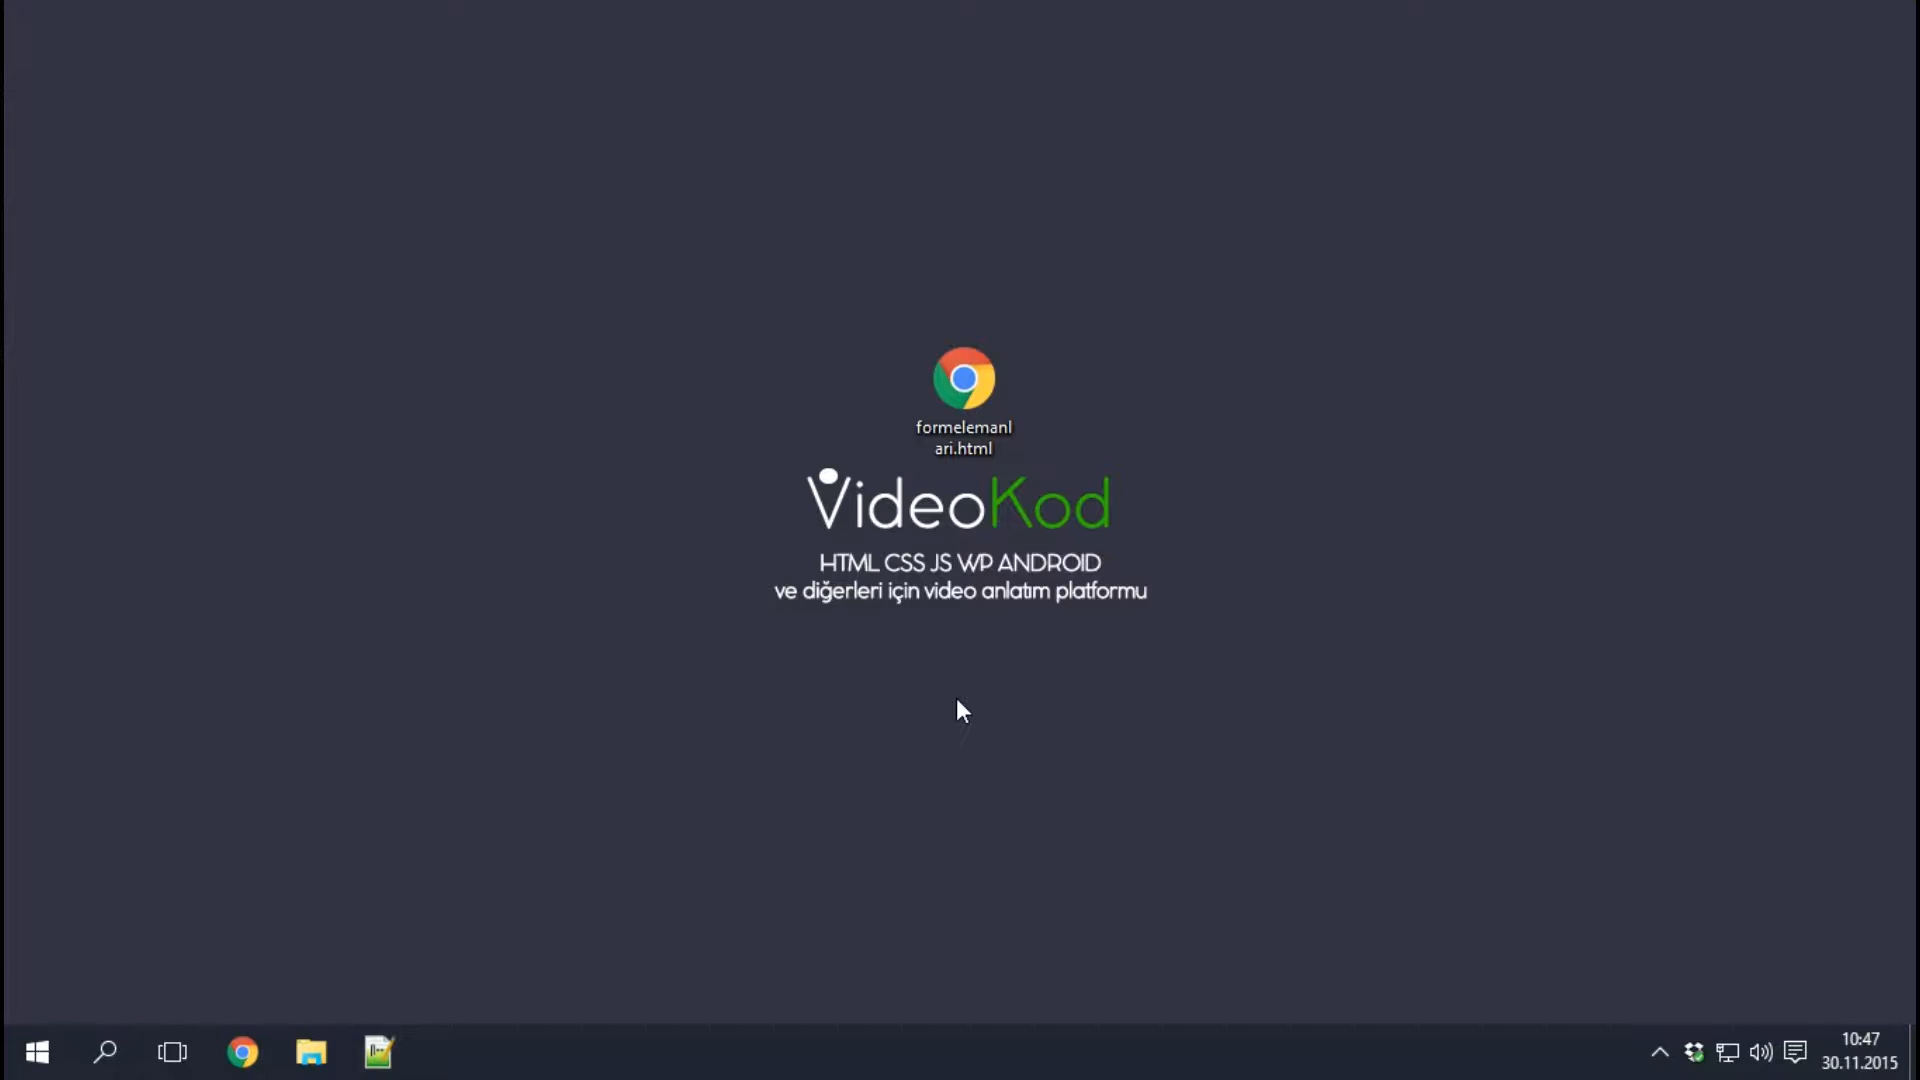 formelemanl
ari.html
VideoKod
HTML CSS JS WP ANDROID
ve diğerleri için video anlatım platformu
10:47
30.11.2015